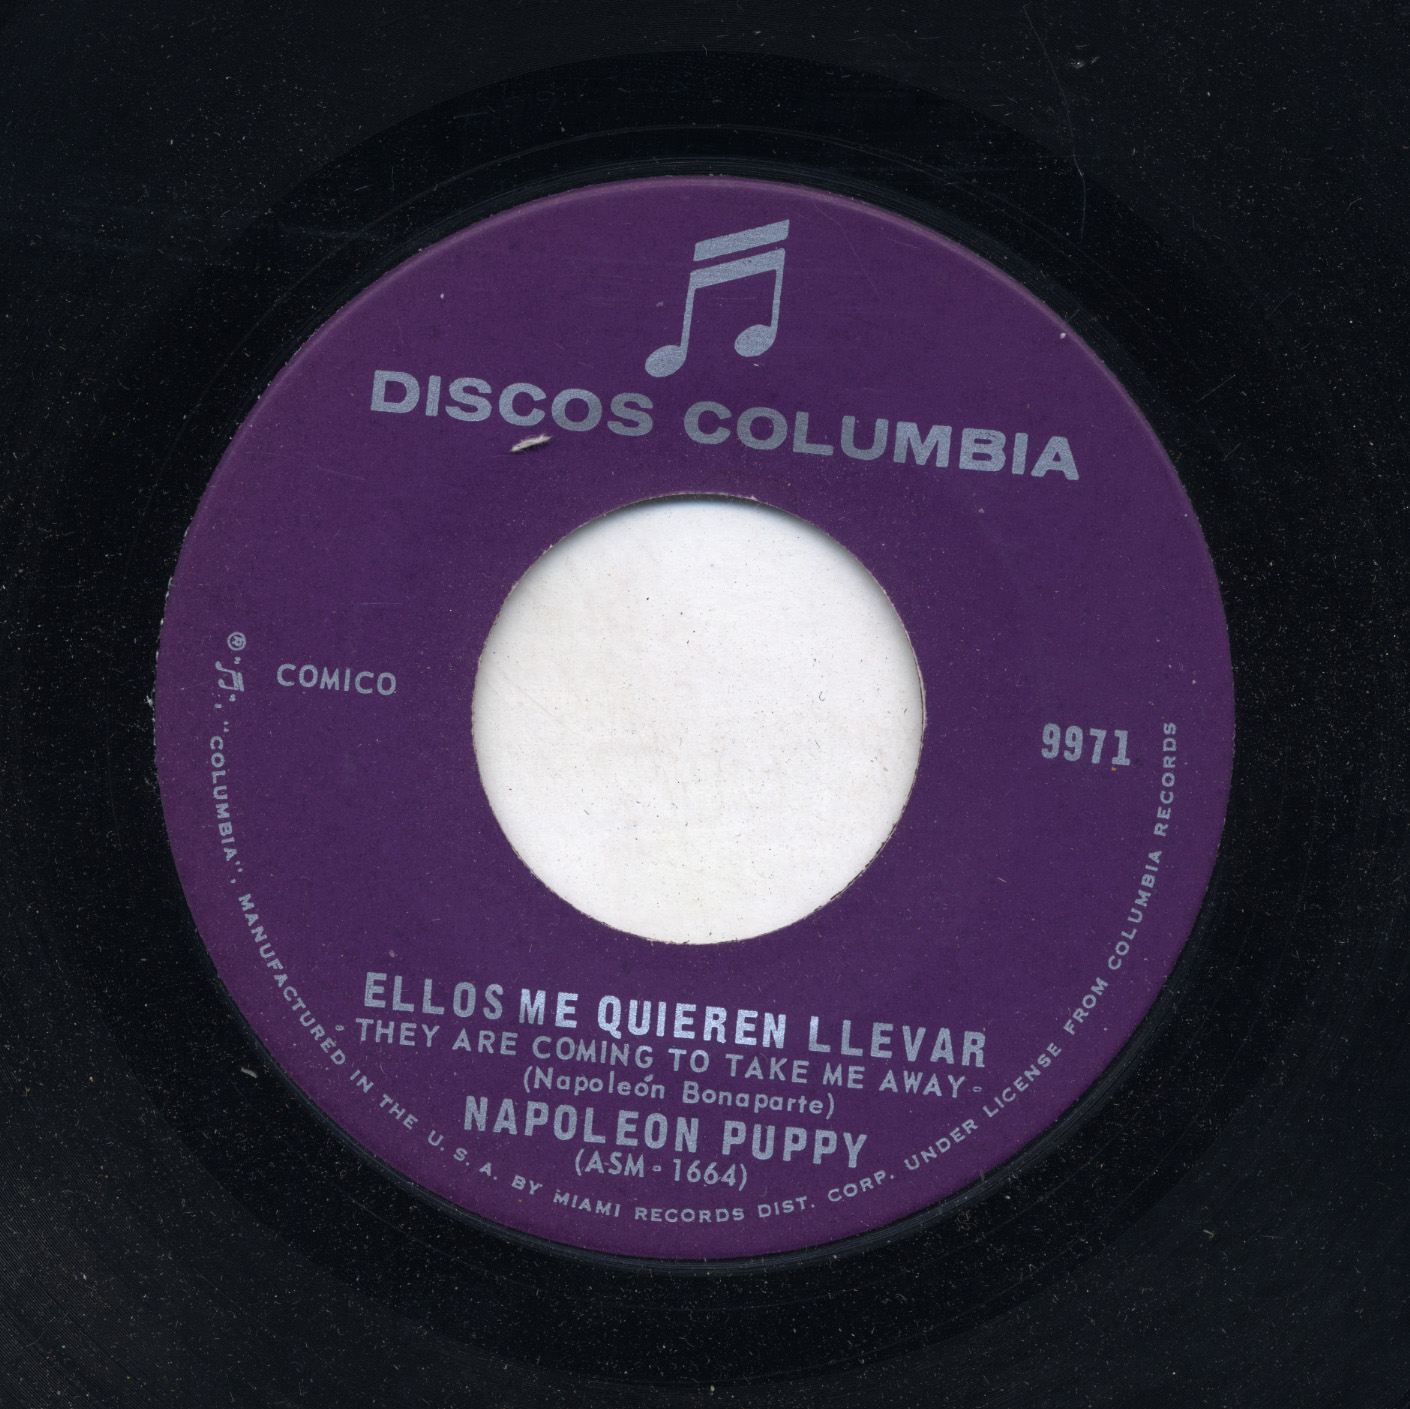 DISCOS COLUMBIA
COMICO
9971
ELLOS ME QUIEREN LLEVAR
- THEY ARE COMING TO TAKE ME AWAY -
(Napoleón Bonaparte)
NAPOLEON PUPPY
(ASM - 1664)
® "♫", "COLUMBIA", MANUFACTURED IN THE U. S. A. BY MIAMI RECORDS DIST. CORP. UNDER LICENSE FROM COLUMBIA RECORDS